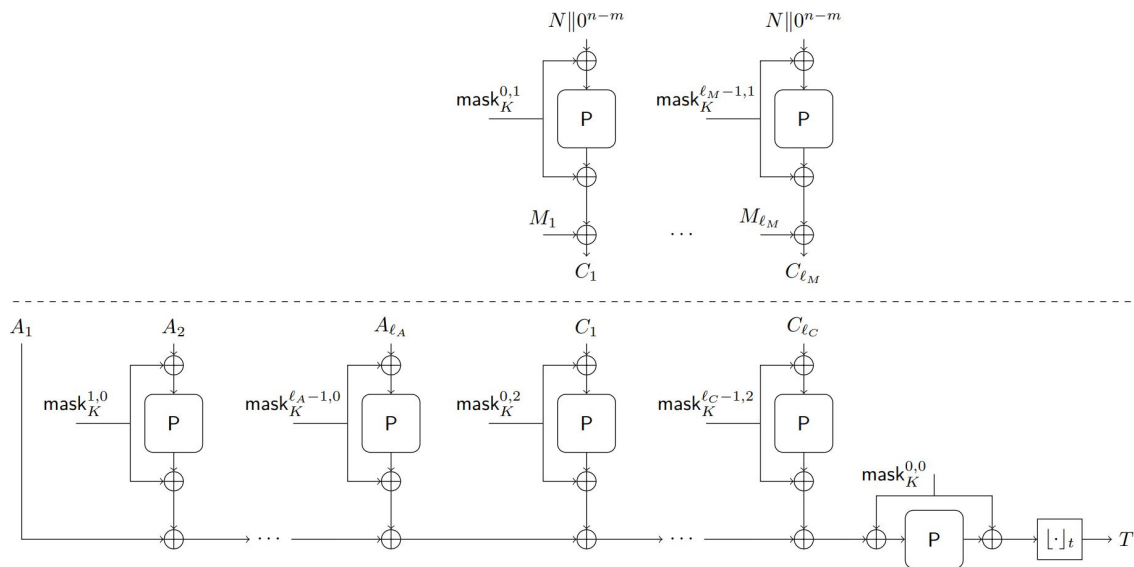 N∥0^{n−m} N∥0^{n−m}
mask_K^{0,1} P mask_K^{ℓ_M−1,1} P
M_1 ··· M_{ℓ_M}
C_1 C_{ℓ_M}
A_1 A_2 A_{ℓ_A} C_1 C_{ℓ_C}
mask_K^{1,0} P mask_K^{ℓ_A−1,0} P mask_K^{0,2} P mask_K^{ℓ_C−1,2} P
mask_K^{0,0}
··· ··· P ⌊·⌋_t T